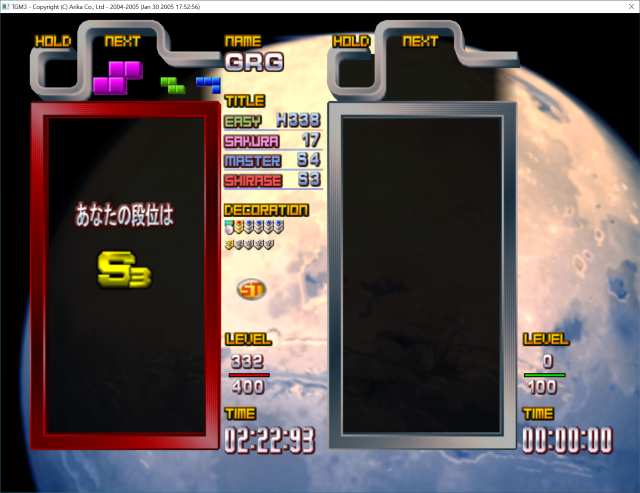 TGM3 - Copyright (C) Arika Co., Ltd - 2004-2005 (Jan 30 2005 17:52:56)
HOLD NEXT
NAME
GRG
TITLE
EASY H338
SAKURA 17
MASTER S4
SHIRASE S3
DECORATION
ST
あなたの段位は
S3
LEVEL
332
400
TIME
02:22:93
HOLD NEXT
LEVEL
0
100
TIME
00:00:00